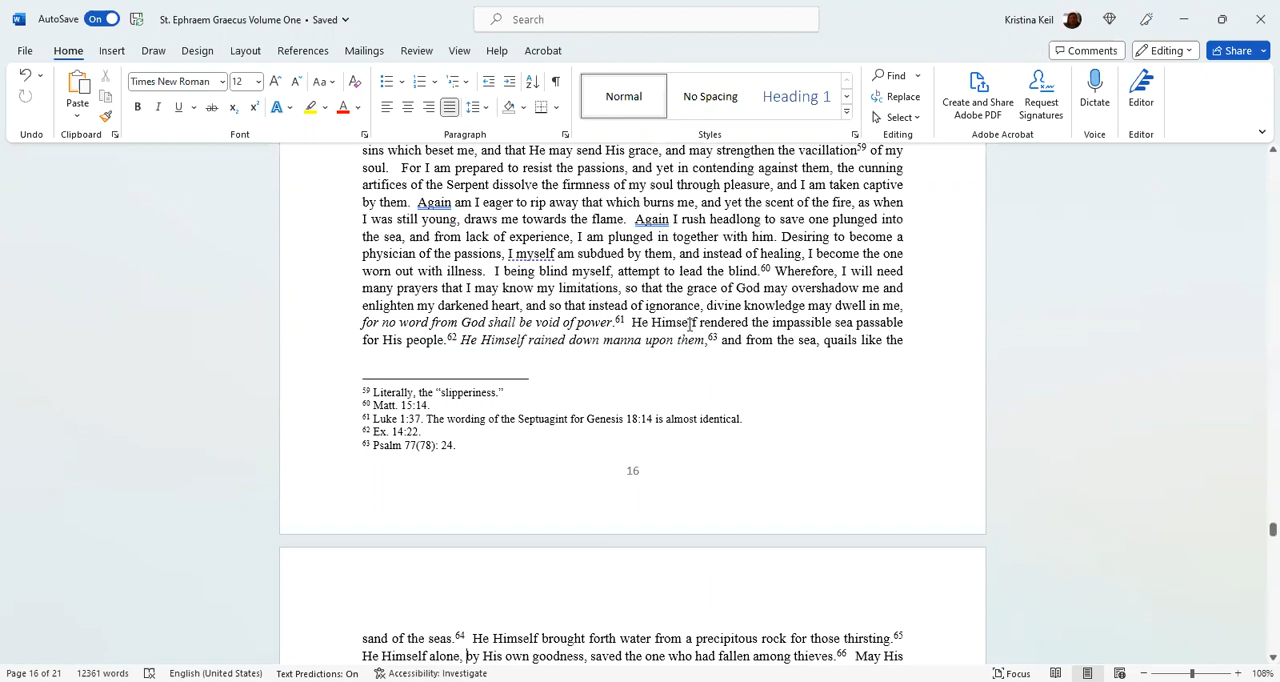 AutoSave On St. Ephraem Graecus Volume One • Saved Search Kristina Keil
File Home Insert Draw Design Layout References Mailings Review View Help Acrobat Comments Editing Share
Times New Roman 12 Aa Find
Paste Normal No Spacing Heading 1 Replace Create and Share Adobe PDF Request Signatures Dictate Editor
B I U ab x₂ x² A A Select
Undo Clipboard Font Paragraph Styles Editing Adobe Acrobat Voice Editor
sins which beset me, and that He may send His grace, and may strengthen the vacillation⁵⁹ of my
soul. For I am prepared to resist the passions, and yet in contending against them, the cunning
artifices of the Serpent dissolve the firmness of my soul through pleasure, and I am taken captive
by them. Again am I eager to rip away that which burns me, and yet the scent of the fire, as when
I was still young, draws me towards the flame. Again I rush headlong to save one plunged into
the sea, and from lack of experience, I am plunged in together with him. Desiring to become a
physician of the passions, I myself am subdued by them, and instead of healing, I become the one
worn out with illness. I being blind myself, attempt to lead the blind.⁶⁰ Wherefore, I will need
many prayers that I may know my limitations, so that the grace of God may overshadow me and
enlighten my darkened heart, and so that instead of ignorance, divine knowledge may dwell in me,
for no word from God shall be void of power.⁶¹ He Himself rendered the impassible sea passable
for His people.⁶² He Himself rained down manna upon them,⁶³ and from the sea, quails like the
⁵⁹ Literally, the “slipperiness.”
⁶⁰ Matt. 15:14.
⁶¹ Luke 1:37. The wording of the Septuagint for Genesis 18:14 is almost identical.
⁶² Ex. 14:22.
⁶³ Psalm 77(78): 24.
16
sand of the seas.⁶⁴ He Himself brought forth water from a precipitous rock for those thirsting.⁶⁵
He Himself alone, by His own goodness, saved the one who had fallen among thieves.⁶⁶ May His
Page 16 of 21 12361 words English (United States) Text Predictions: On Accessibility: Investigate Focus 108%